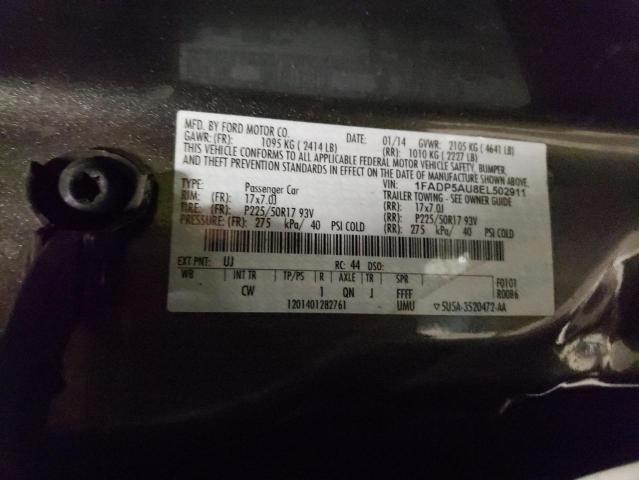 MFD. BY FORD MOTOR CO.
DATE: 01/14 GVWR: 2105 KG ( 4641 LB)
GAWR: (FR): 1095 KG ( 2414 LB) (RR): 1010 KG ( 2227 LB)
THIS VEHICLE CONFORMS TO ALL APPLICABLE FEDERAL MOTOR VEHICLE SAFETY, BUMPER,
AND THEFT PREVENTION STANDARDS IN EFFECT ON THE DATE OF MANUFACTURE SHOWN ABOVE.
VIN: 1FADP5AU8EL502911
TYPE: Passenger Car TRAILER TOWING - SEE OWNER GUIDE
RIM: (FR): 17x7.0J (RR): 17x7.0J
TIRE: (FR): P225/50R17 93V (RR): P225/50R17 93V
PRESSURE: (FR): 275 kPa/ 40 PSI COLD (RR): 275 kPa/ 40 PSI COLD
EXT PNT: UJ RC: 44 DSO:
WB INT TR TP/PS R AXLE TR SPR F0101
CW 1 QN J FFFF R0086
1201401282761 UMU ▽5U5A-3520472-AA